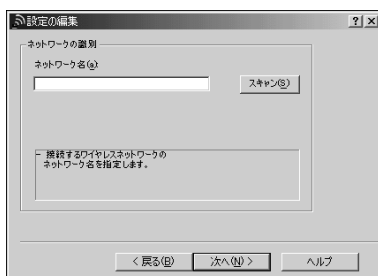 設定の編集
ネットワークの識別
ネットワーク名(a):
スキャン(S)
- 接続するワイヤレスネットワークの
ネットワーク名を指定します。
< 戻る(B)
次へ(N) >
ヘルプ